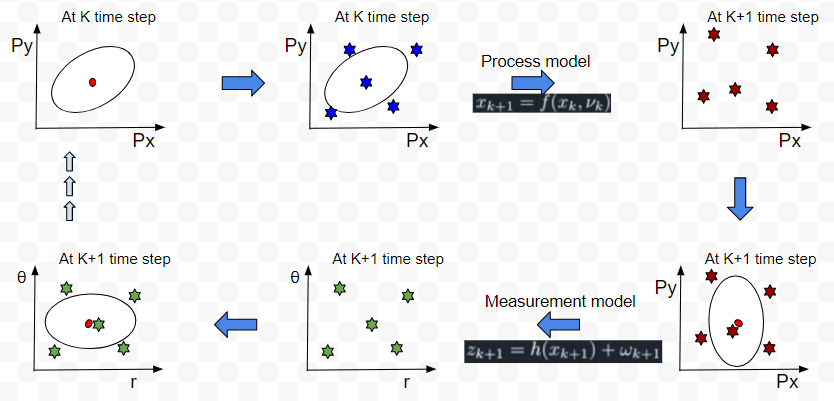 At K time step
Py
Px
At K time step
Py
Px
Process model
x_{k+1} = f(x_k, ν_k)
At K+1 time step
Py
Px
At K+1 time step
θ
r
At K+1 time step
θ
r
Measurement model
z_{k+1} = h(x_{k+1}) + ω_{k+1}
At K+1 time step
Py
Px